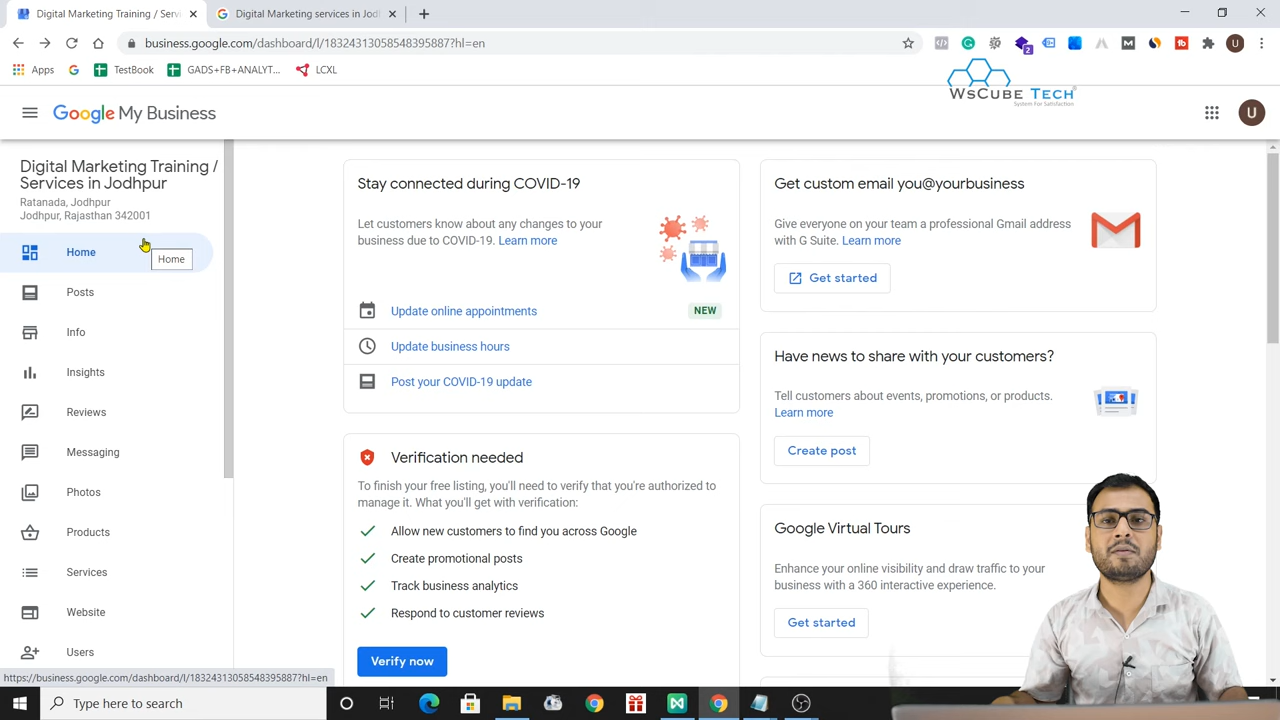 Digital Marketing Training / Serv
Digital Marketing services in Jodh
business.google.com/dashboard/l/18324313058548395887?hl=en
2
U
Apps
TestBook
GADS+FB+ANALYT...
LCXL
WsCube Tech
System For Satisfaction
Google My Business
U
Digital Marketing Training /
Services in Jodhpur
Ratanada, Jodhpur
Jodhpur, Rajasthan 342001
Home
Home
Posts
Info
Insights
Reviews
Messaging
Photos
Products
Services
Website
Users
Stay connected during COVID-19
Let customers know about any changes to your
business due to COVID-19. Learn more
Update online appointments
NEW
Update business hours
Post your COVID-19 update
Verification needed
To finish your free listing, you'll need to verify that you're authorized to
manage it. What you'll get with verification:
Allow new customers to find you across Google
Create promotional posts
Track business analytics
Respond to customer reviews
Verify now
Get custom email you@yourbusiness
Give everyone on your team a professional Gmail address
with G Suite. Learn more
Get started
Have news to share with your customers?
Tell customers about events, promotions, or products.
Learn more
Create post
Google Virtual Tours
Enhance your online visibility and draw traffic to your
business with a 360 interactive experience.
Get started
https://business.google.com/dashboard/l/18324313058548395887?hl=en
Type here to search